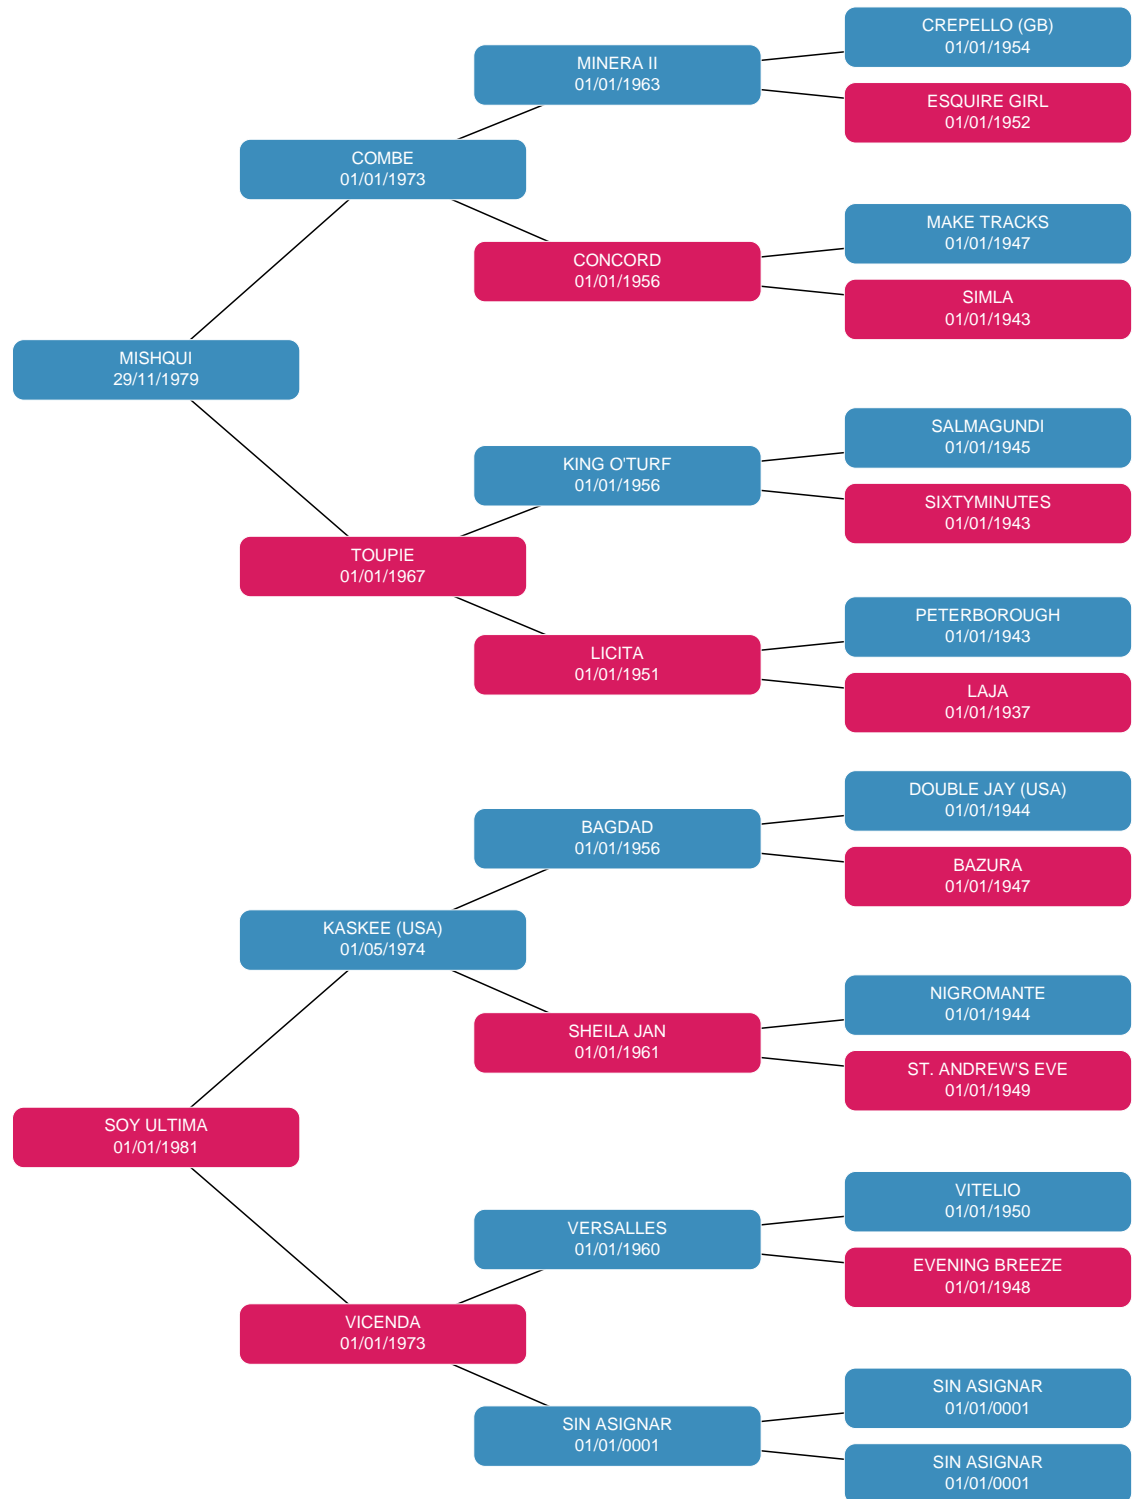 CREPELLO (GB)
01/01/1954
MINERA II
01/01/1963
ESQUIRE GIRL
01/01/1952
COMBE
01/01/1973
MAKE TRACKS
01/01/1947
CONCORD
01/01/1956
SIMLA
01/01/1943
MISHQUI
29/11/1979
SALMAGUNDI
01/01/1945
KING O'TURF
01/01/1956
SIXTYMINUTES
01/01/1943
TOUPIE
01/01/1967
PETERBOROUGH
01/01/1943
LICITA
01/01/1951
LAJA
01/01/1937
DOUBLE JAY (USA)
01/01/1944
BAGDAD
01/01/1956
BAZURA
01/01/1947
KASKEE (USA)
01/05/1974
NIGROMANTE
01/01/1944
SHEILA JAN
01/01/1961
ST. ANDREW'S EVE
01/01/1949
SOY ULTIMA
01/01/1981
VITELIO
01/01/1950
VERSALLES
01/01/1960
EVENING BREEZE
01/01/1948
VICENDA
01/01/1973
SIN ASIGNAR
01/01/0001
SIN ASIGNAR
01/01/0001
SIN ASIGNAR
01/01/0001